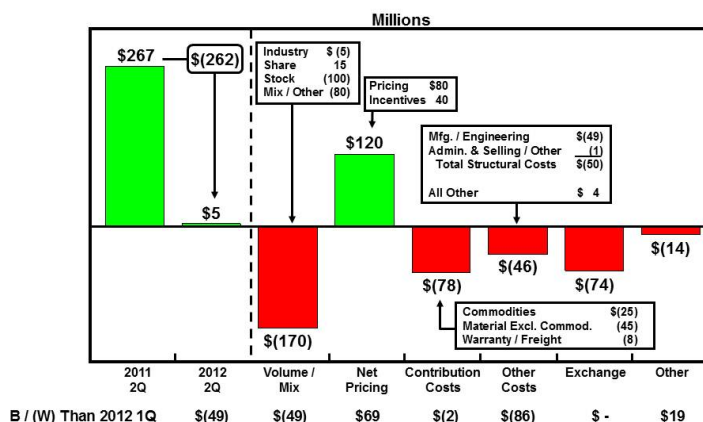 Millions
$267
$(262)
$5
Industry $ (5)
Share 15
Stock (100)
Mix / Other (80)
Pricing $80
Incentives 40
$120
Mfg. / Engineering $(49)
Admin. & Selling / Other (1)
Total Structural Costs $(50)
All Other $ 4
$(170)
$(78)
$(46)
$(74)
$(14)
Commodities $(25)
Material Excl. Commod. (45)
Warranty / Freight (8)
2011 2012 Volume / Net Contribution Other Exchange Other
2Q 2Q Mix Pricing Costs Costs
B / (W) Than 2012 1Q $(49) $(49) $69 $(2) $(86) $ - $19